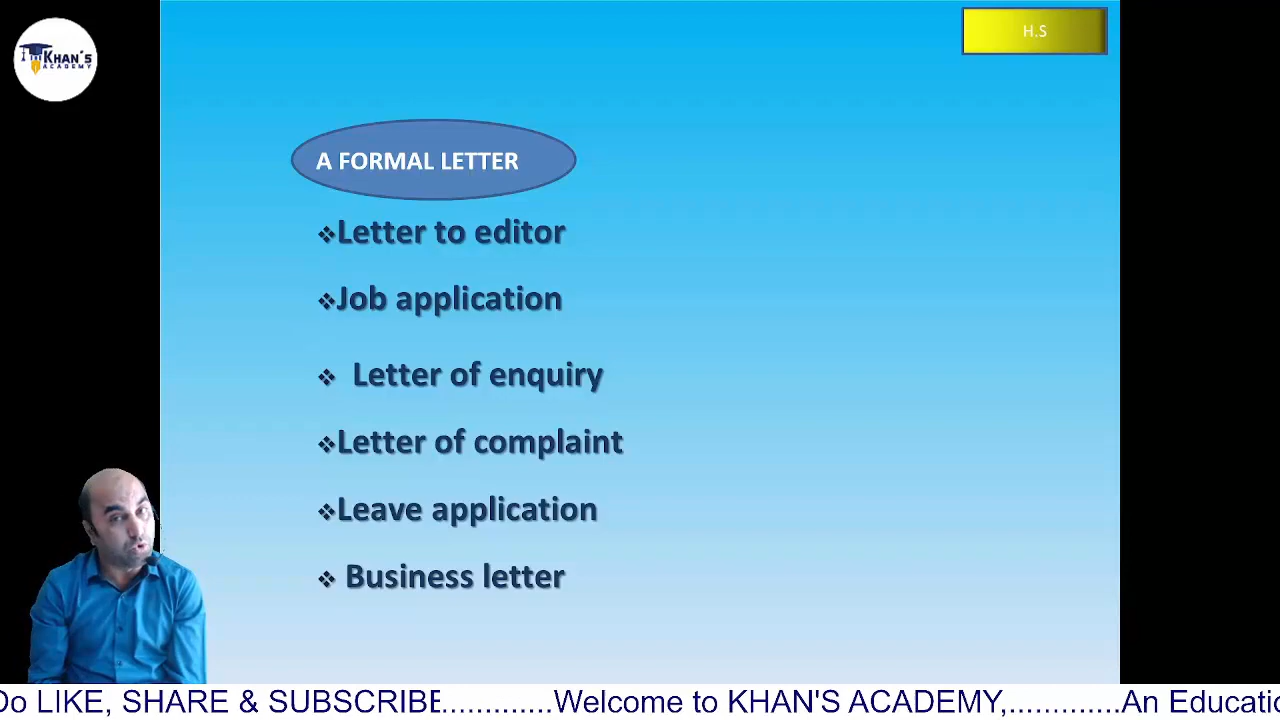 KHAN'S
ACADEMY
H.S
A FORMAL LETTER
❖Letter to editor
❖Job application
❖ Letter of enquiry
❖Letter of complaint
❖Leave application
❖ Business letter
Do LIKE, SHARE & SUBSCRIBE.............Welcome to KHAN'S ACADEMY,.............An Educatio